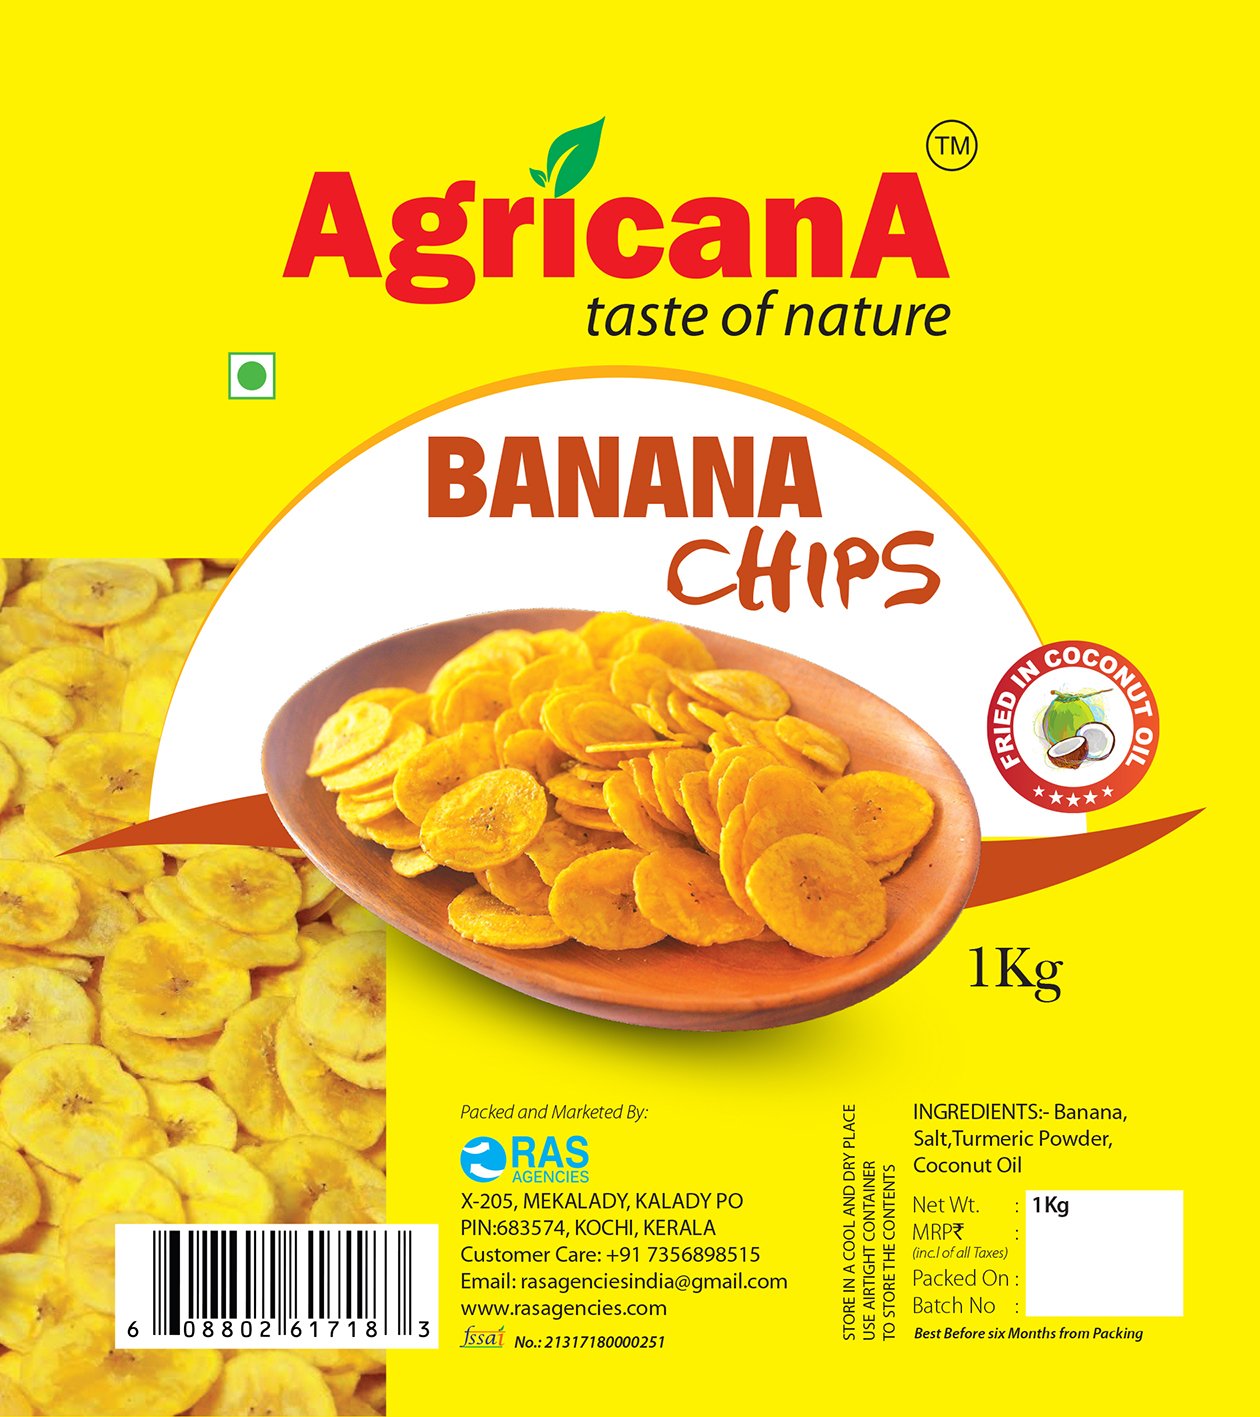 AgricanA
TM
taste of nature
BANANA
CHIPS
FRIED IN COCONUT OIL
1Kg
Packed and Marketed By:
RAS
AGENCIES
X-205, MEKALADY, KALADY PO
PIN:683574, KOCHI, KERALA
Customer Care: +91 7356898515
Email: rasagenciesindia@gmail.com
www.rasagencies.com
fssai No.: 21317180000251
STORE IN A COOL AND DRY PLACE
USE AIRTIGHT CONTAINER
TO STORE THE CONTENTS
INGREDIENTS:- Banana,
Salt,Turmeric Powder,
Coconut Oil
Net Wt. : 1Kg
MRP₹ :
(inc.l of all Taxes)
Packed On :
Batch No :
Best Before six Months from Packing
6 08802 61718 3